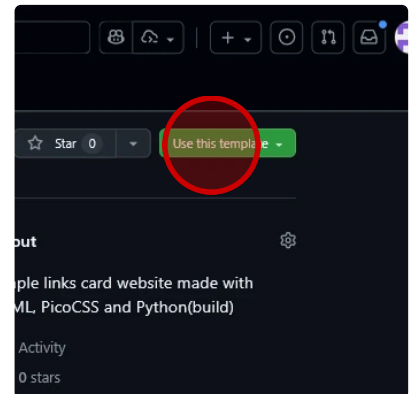 Star 0
Use this template
out
ple links card website made with
ML, PicoCSS and Python(build)
Activity
0 stars